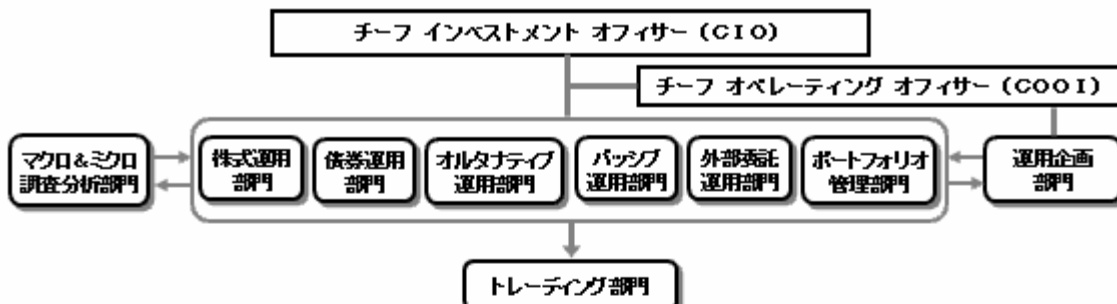 チーフ インベストメント オフィサー（ＣＩＯ）
チーフ オペレーティング オフィサー（ＣＯＯＩ）
マクロ＆ミクロ
調査分析部門
株式運用
部門
債券運用
部門
オルタナティブ
運用部門
パッシブ
運用部門
外部委託
運用部門
ポートフォリオ
管理部門
運用企画
部門
トレーディング部門